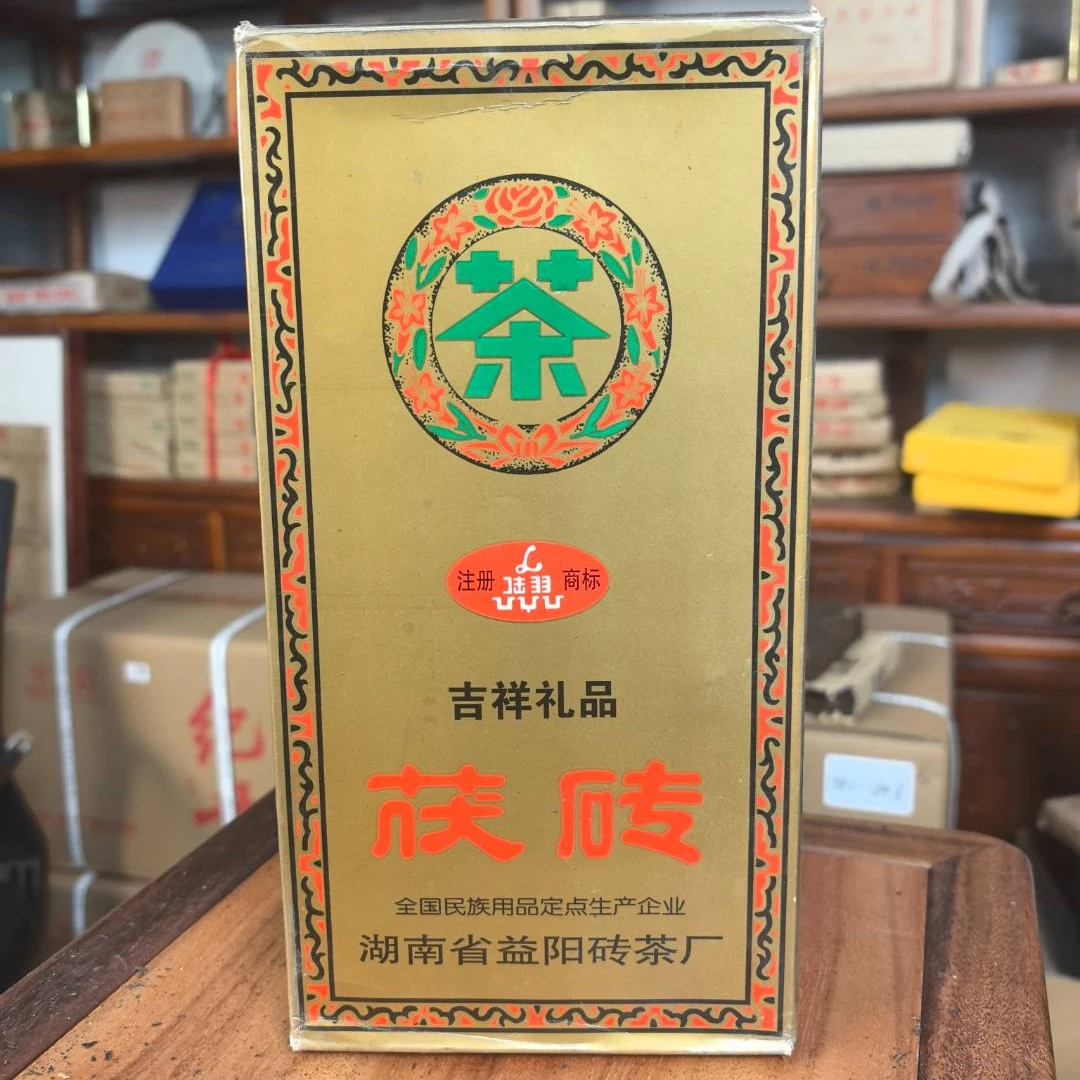 茶
注册 商标
吉祥礼品
茯砖
全国民族用品定点生产企业
湖南省益阳砖茶厂
纪